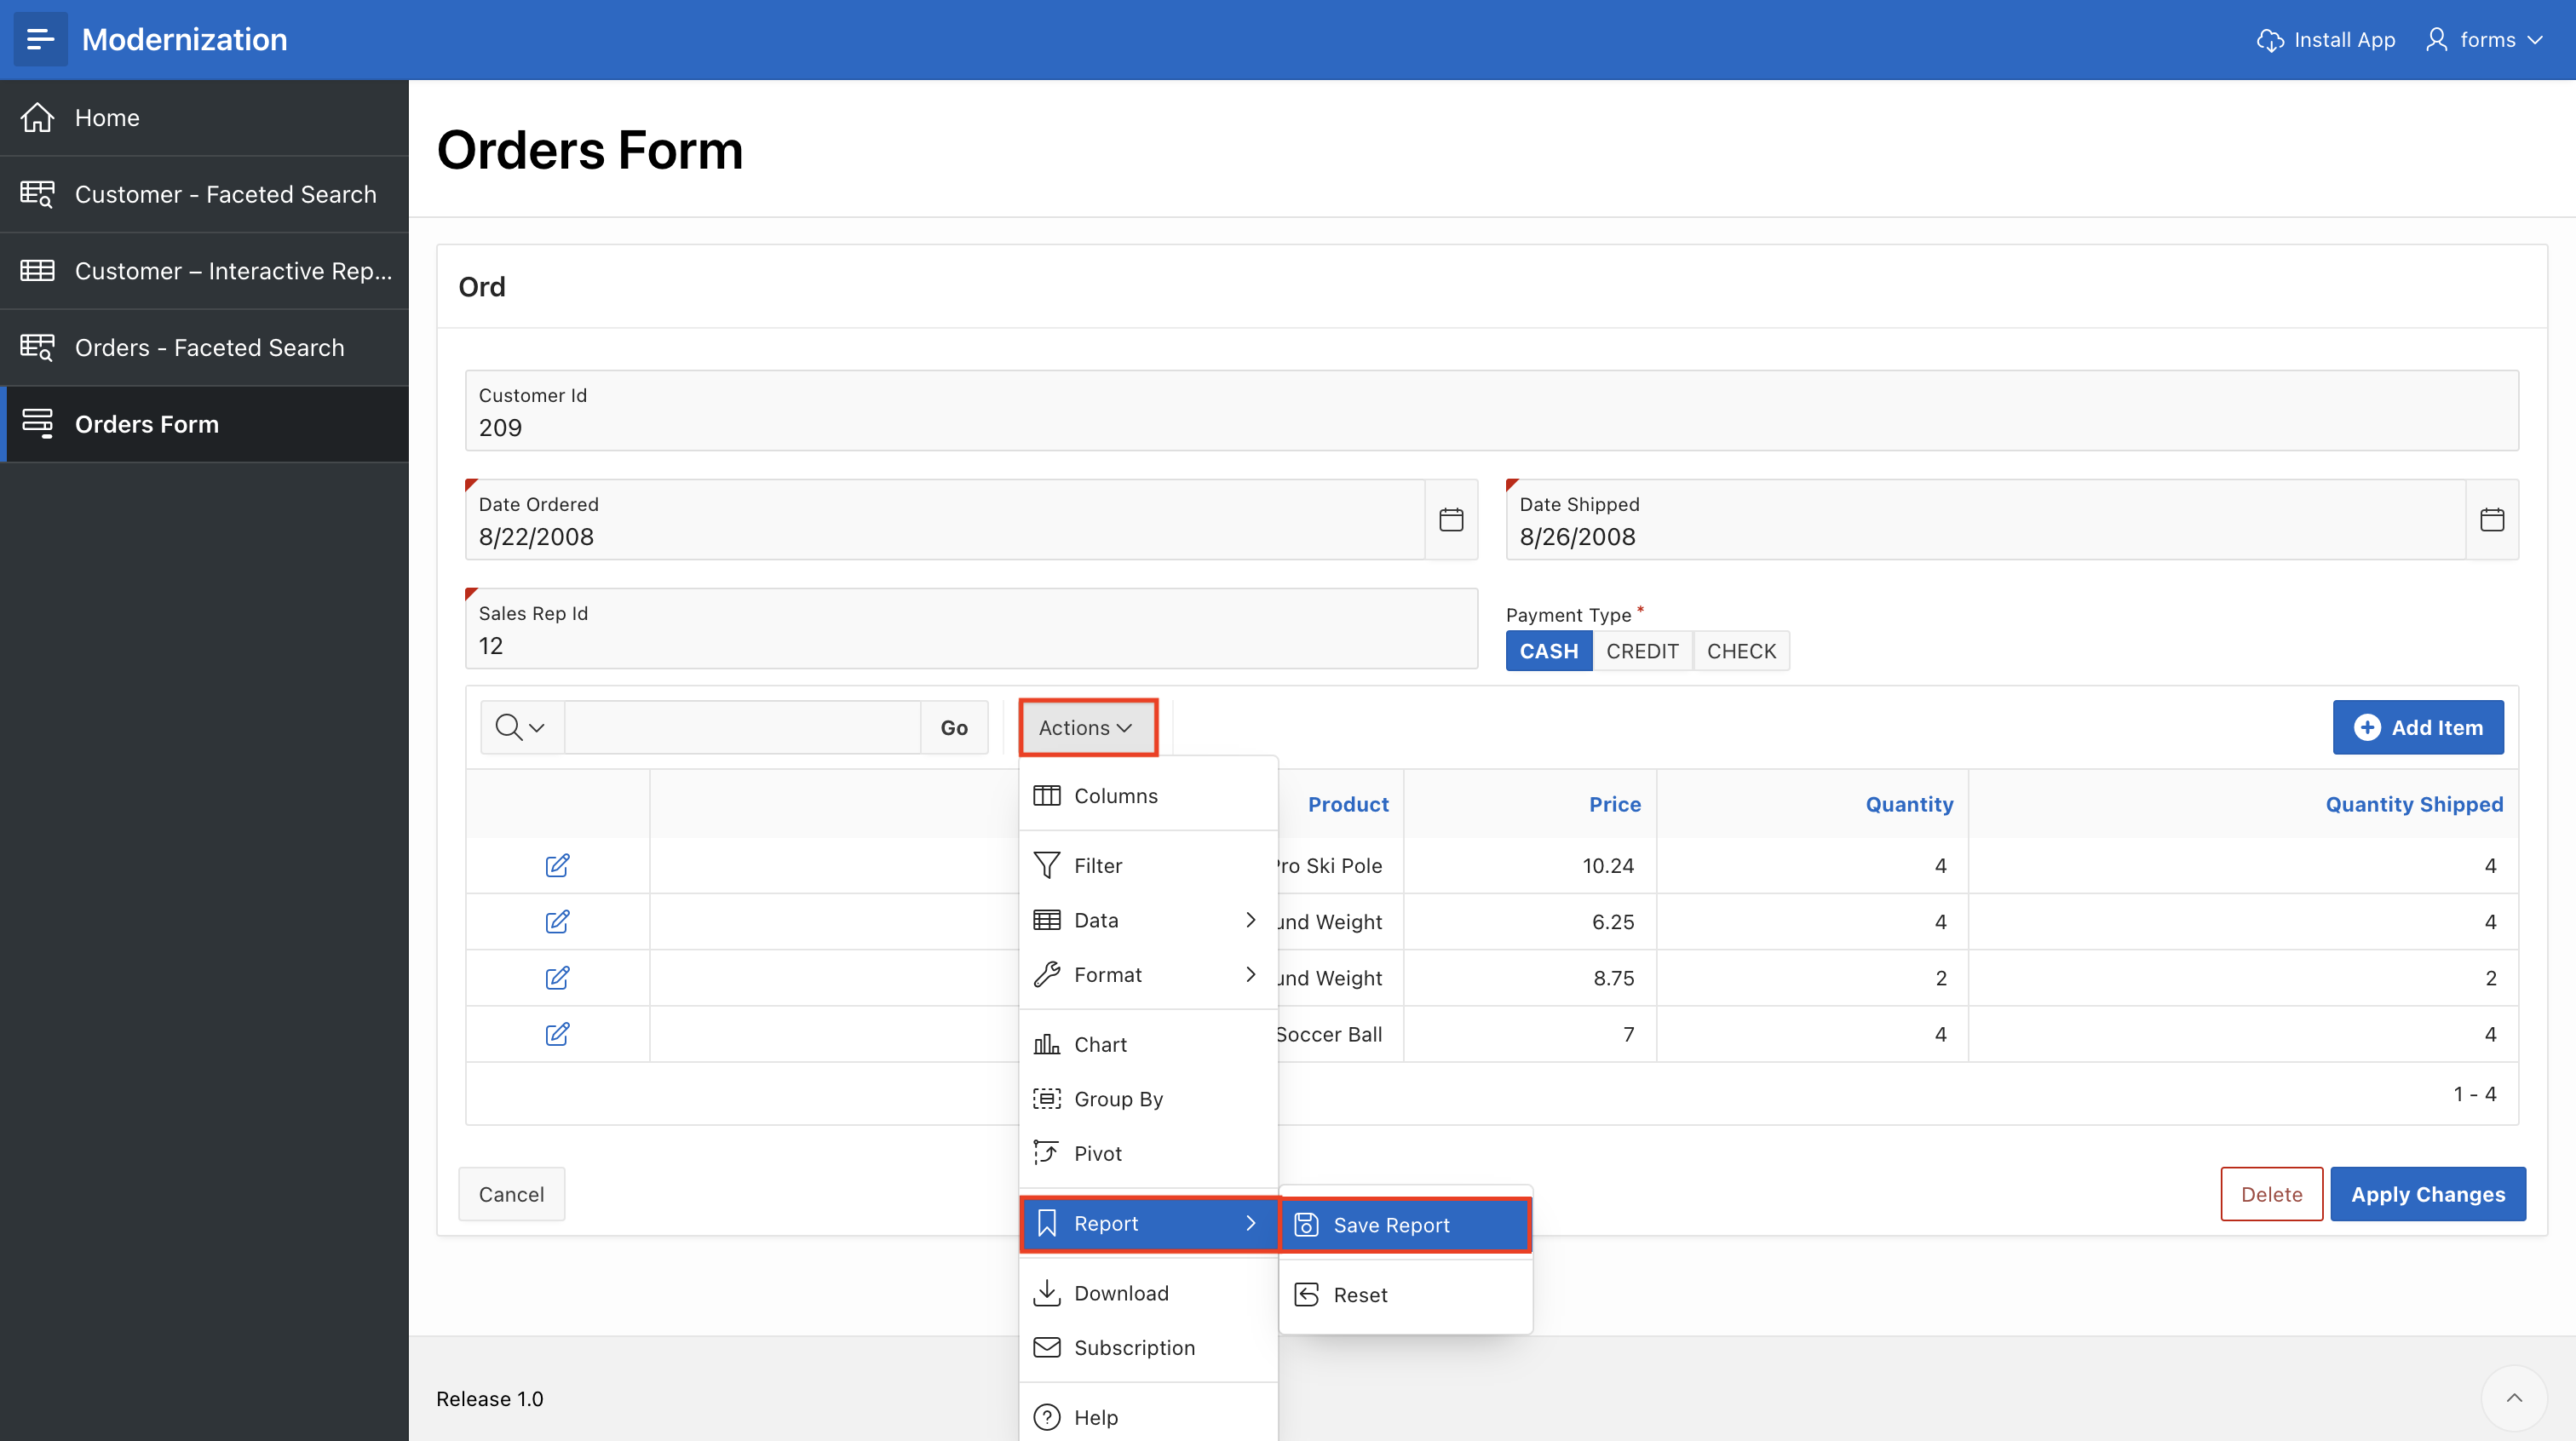 Modernization
Install App
forms
Home
Customer - Faceted Search
Customer – Interactive Rep...
Orders - Faceted Search
Orders Form
Orders Form
Ord
Customer Id
209
Date Ordered
8/22/2008
Date Shipped
8/26/2008
Sales Rep Id
12
Payment Type *
CASH CREDIT CHECK
Go
Actions
Add Item
Product Price Quantity Quantity Shipped
Pro Ski Pole 10.24 4 4
Weight 6.25 4 4
Weight 8.75 2 2
Soccer Ball 7 4 4
1 - 4
Columns
Filter
Data
Format
Chart
Group By
Pivot
Report
Save Report
Reset
Download
Subscription
Help
Cancel
Delete
Apply Changes
Release 1.0